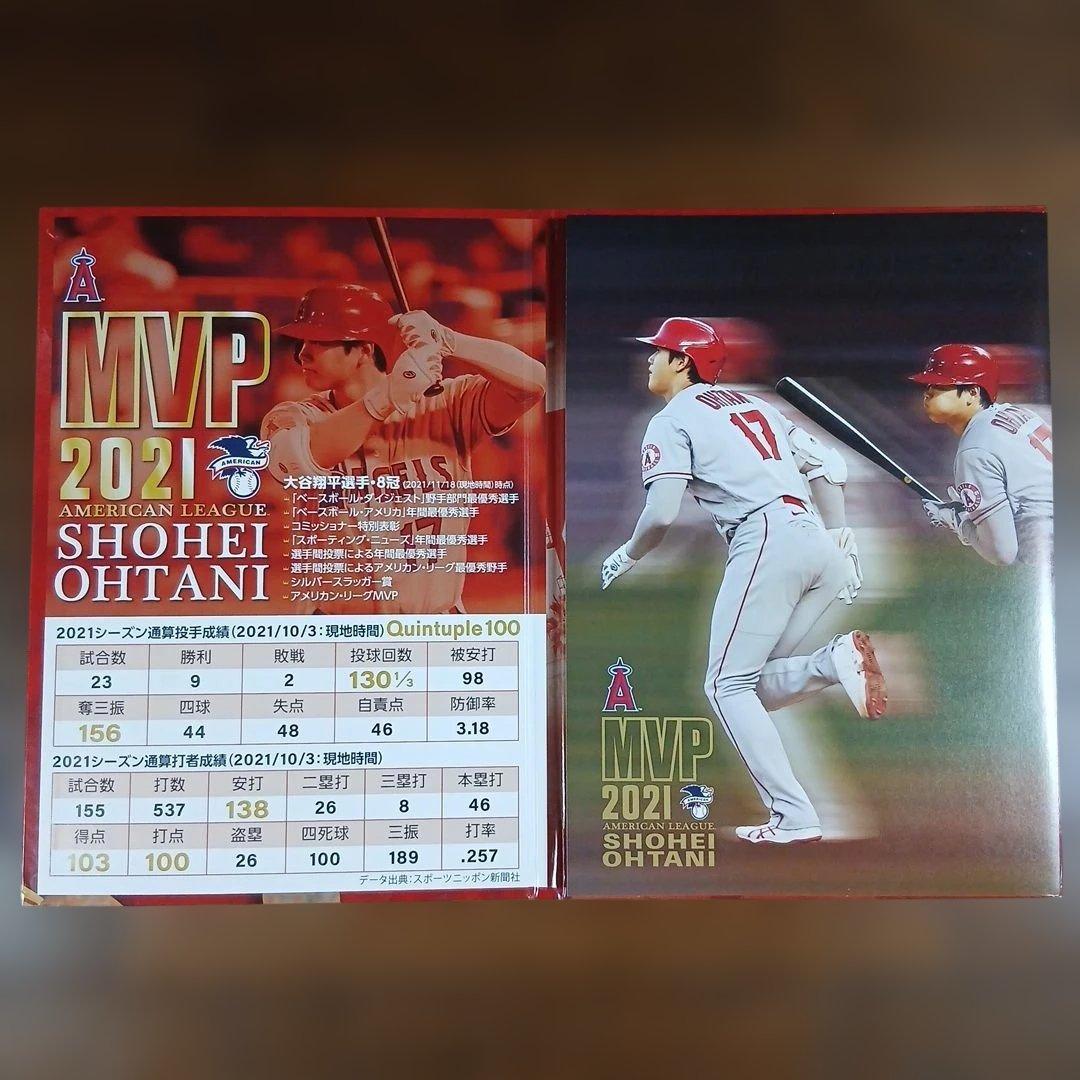 A
MVP
2021
AMERICAN
AMERICAN LEAGUE
SHOHEI
OHTANI
大谷翔平選手・8冠(2021/11/18(現地時間)時点)
「ベースボール・ダイジェスト」野手部門最優秀選手
「ベースボール・アメリカ」年間最優秀選手
コミッショナー特別表彰
「スポーティング・ニューズ」年間最優秀選手
選手間投票による年間最優秀選手
選手間投票によるアメリカン・リーグ最優秀野手
シルバースラッガー賞
アメリカン・リーグMVP
2021シーズン通算投手成績(2021/10/3:現地時間) Quintuple100
試合数 勝利 敗戦 投球回数 被安打
23 9 2 130 1/3 98
奪三振 四球 失点 自責点 防御率
156 44 48 46 3.18
2021シーズン通算打者成績(2021/10/3:現地時間)
試合数 打数 安打 二塁打 三塁打 本塁打
155 537 138 26 8 46
得点 打点 盗塁 四死球 三振 打率
103 100 26 100 189 .257
データ出典:スポーツニッポン新聞社
17
A
MVP
2021
AMERICAN
AMERICAN LEAGUE
SHOHEI
OHTANI